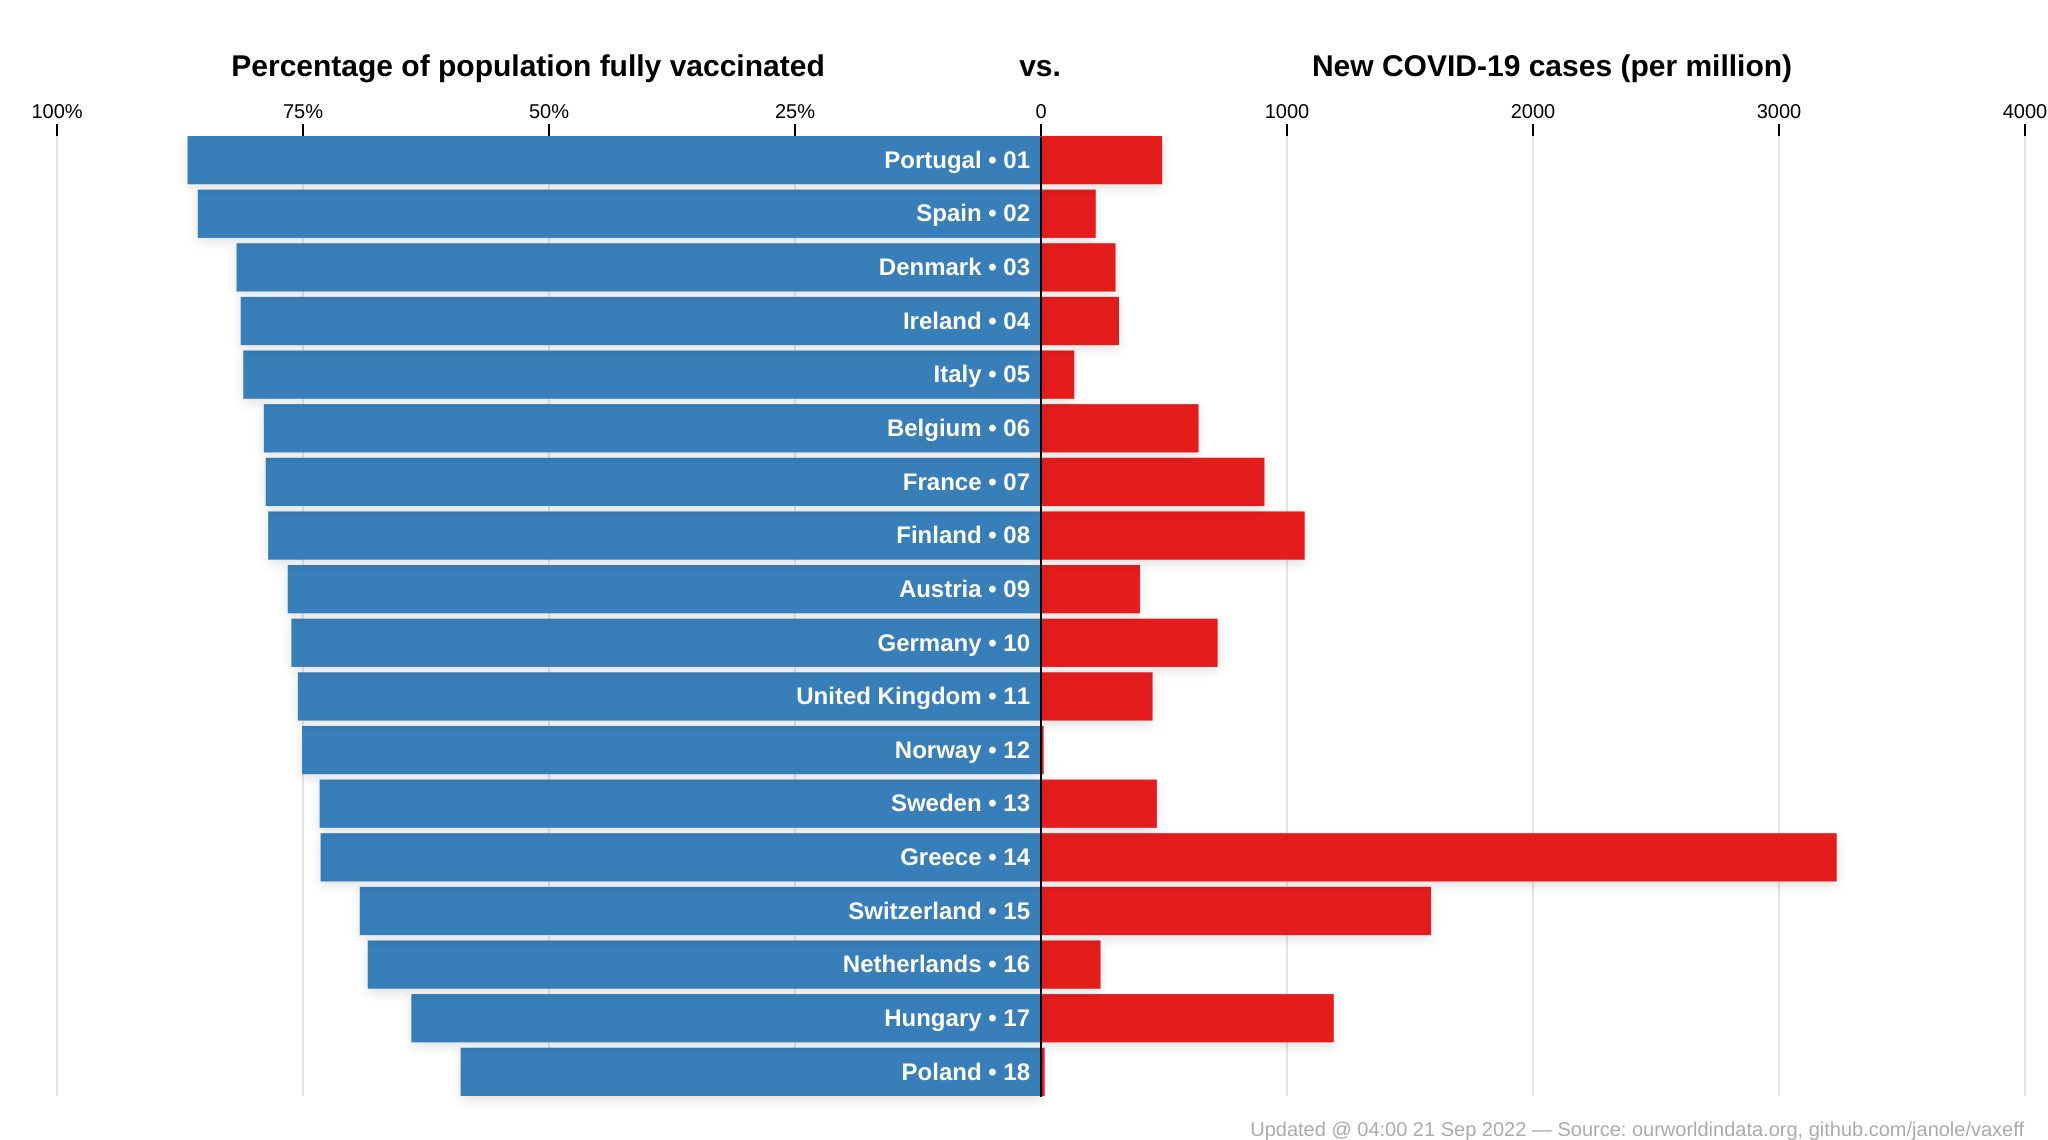 Percentage of population fully vaccinated vs. New COVID-19 cases (per million)
100% 75% 50% 25% 0 1000 2000 3000 4000
Portugal • 01
Spain • 02
Denmark • 03
Ireland • 04
Italy • 05
Belgium • 06
France • 07
Finland • 08
Austria • 09
Germany • 10
United Kingdom • 11
Norway • 12
Sweden • 13
Greece • 14
Switzerland • 15
Netherlands • 16
Hungary • 17
Poland • 18
Updated @ 04:00 21 Sep 2022 — Source: ourworldindata.org, github.com/janole/vaxeff